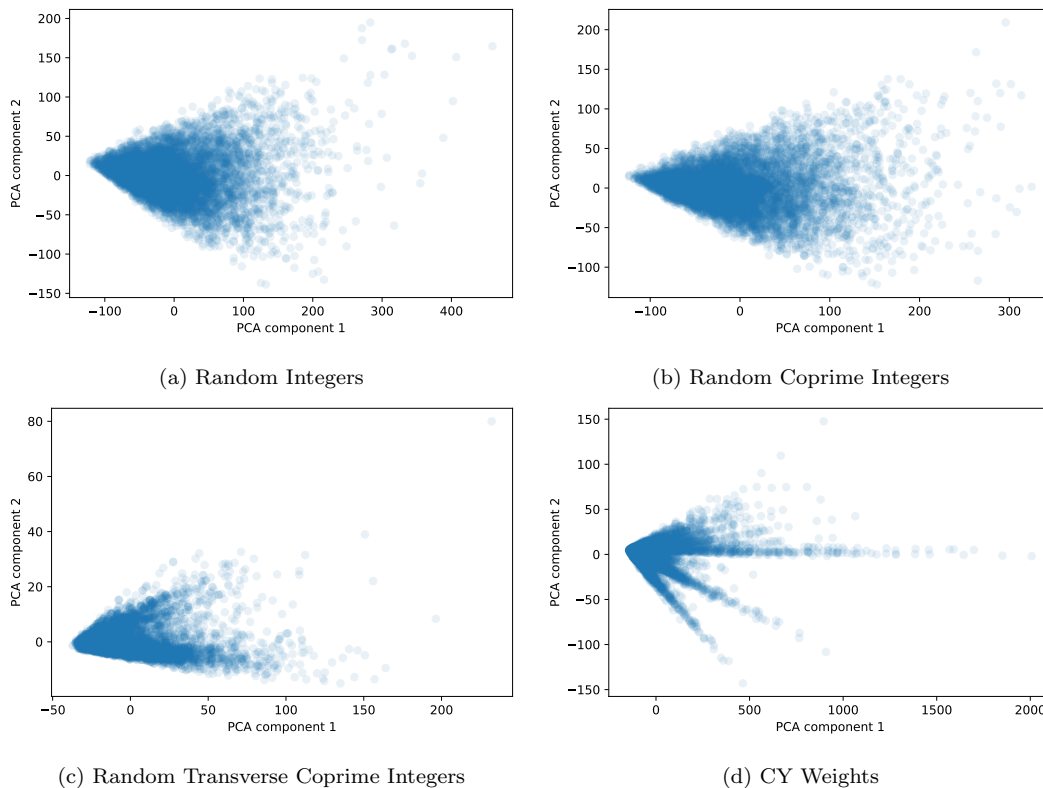 200
150
100
50
0
−50
−100
−150
PCA component 2
−100 0 100 200 300 400
PCA component 1
(a) Random Integers
200
150
100
50
0
−50
−100
PCA component 2
−100 0 100 200 300
PCA component 1
(b) Random Coprime Integers
80
60
40
20
0
PCA component 2
−50 0 50 100 150 200
PCA component 1
(c) Random Transverse Coprime Integers
150
100
50
0
−50
−100
−150
PCA component 2
0 500 1000 1500 2000
PCA component 1
(d) CY Weights